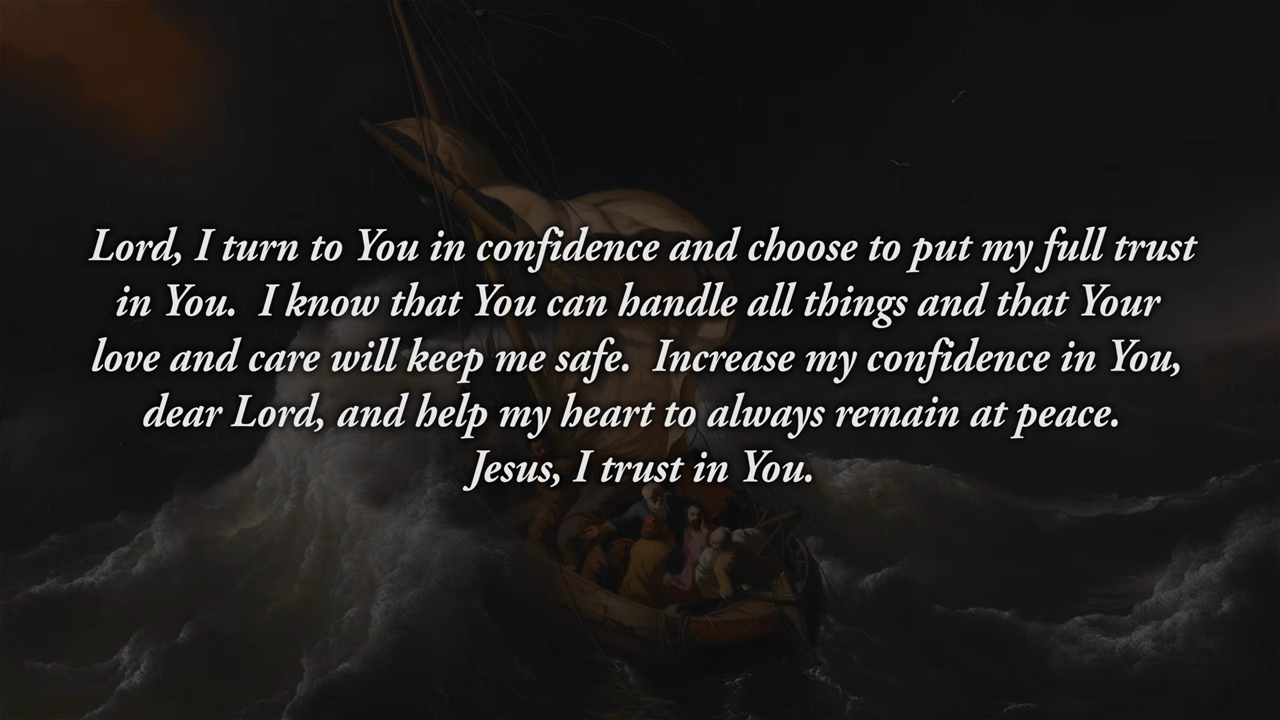 Lord, I turn to You in confidence and choose to put my full trust
in You.  I know that You can handle all things and that Your
love and care will keep me safe.  Increase my confidence in You,
dear Lord, and help my heart to always remain at peace.
Jesus, I trust in You.